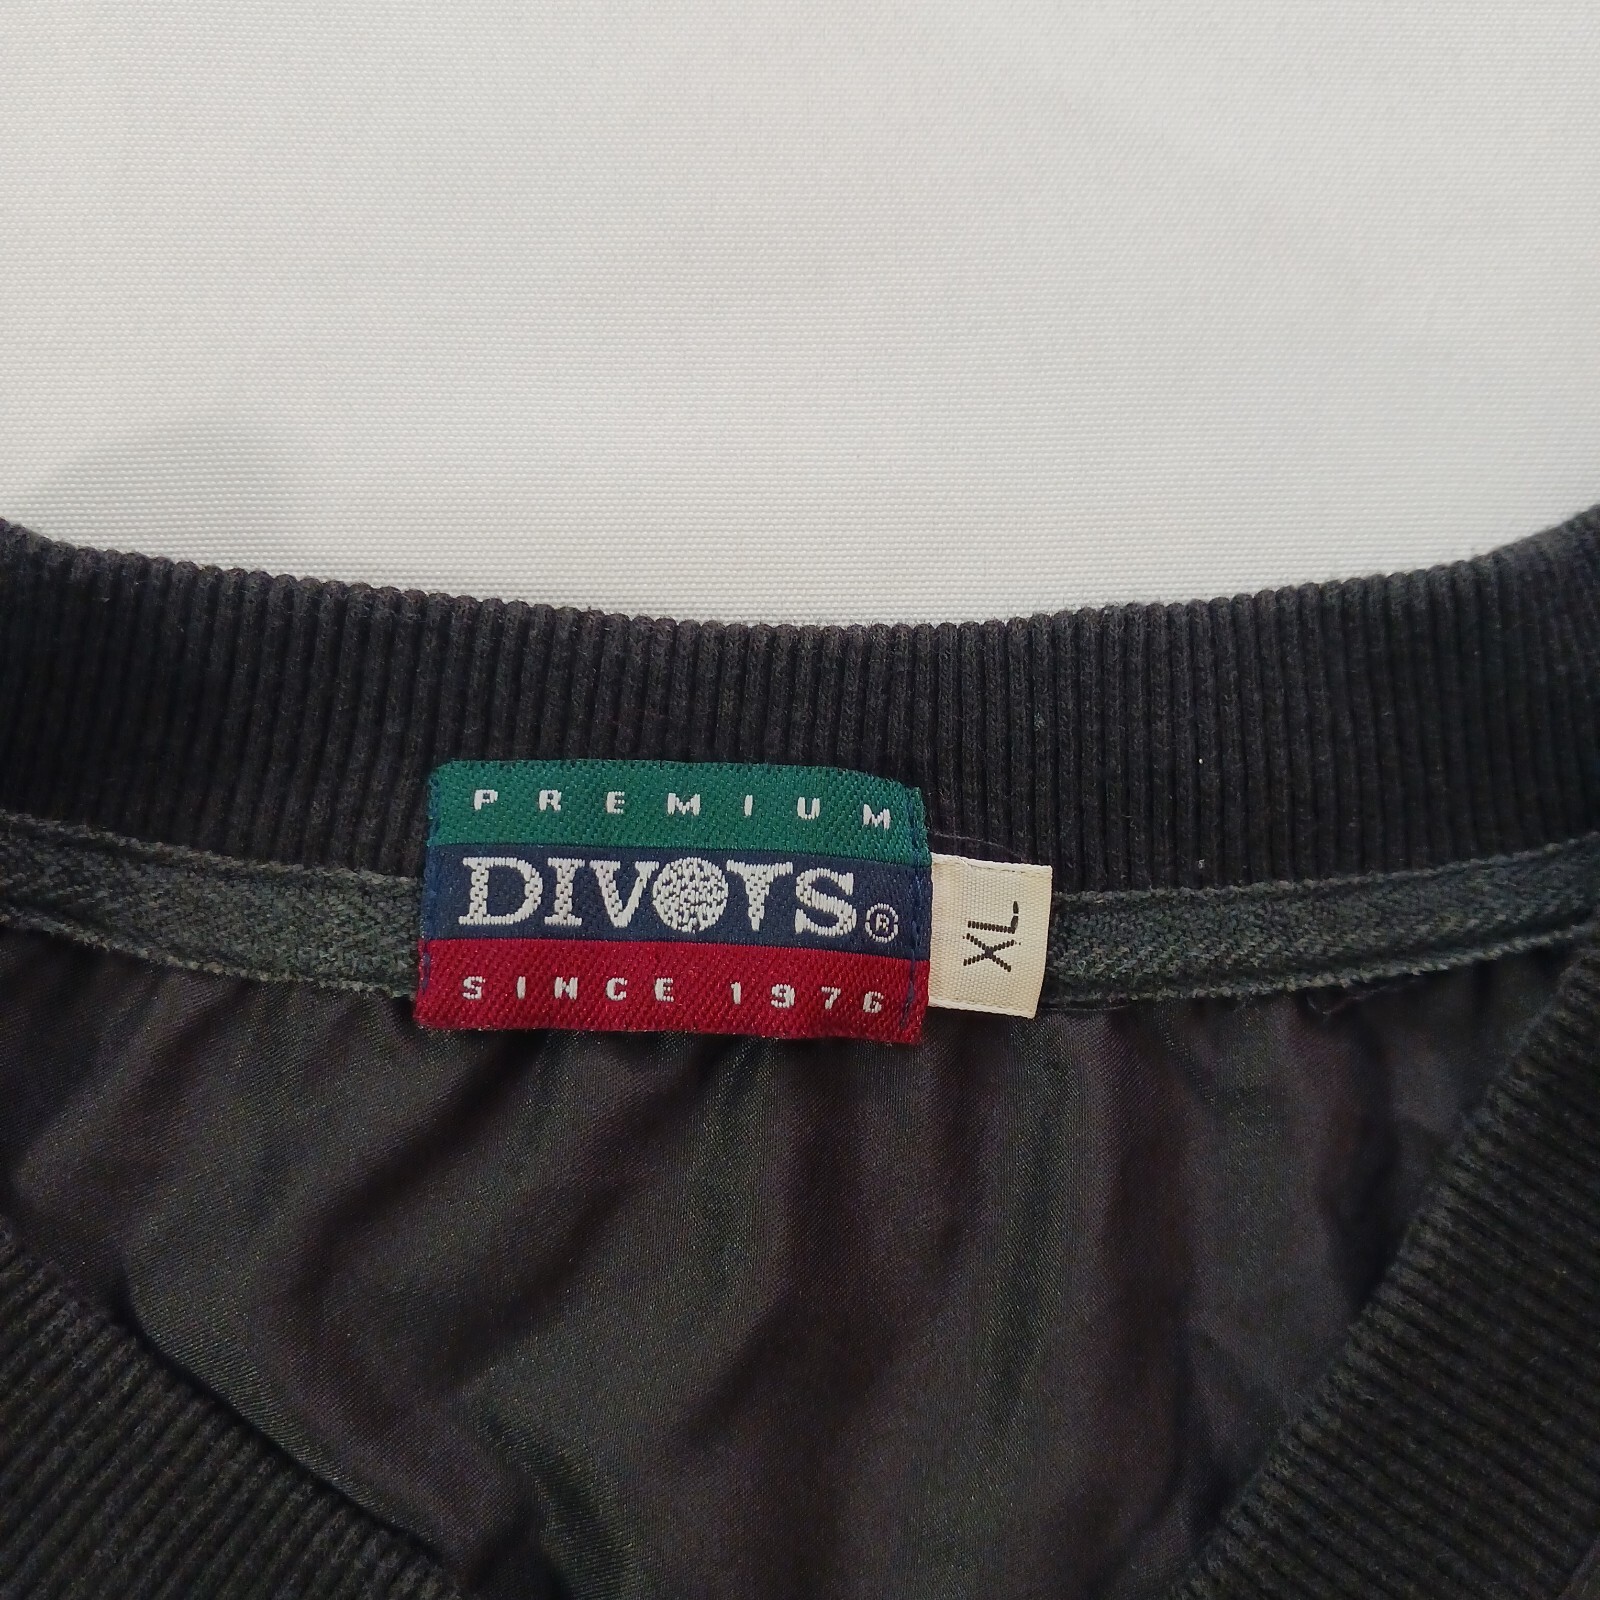 PREMIUM
DIVOTS®
SINCE 1976
XL